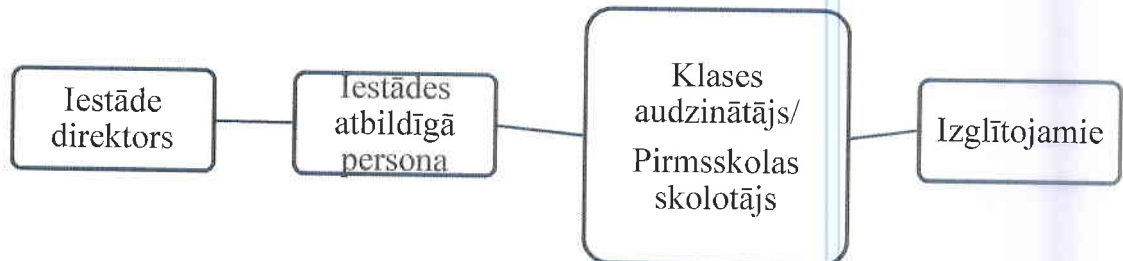 Iestāde
direktors
Iestādes
atbildīgā
persona
Klases
audzinātājs/
Pirmsskolas
skolotājs
Izglītojamie